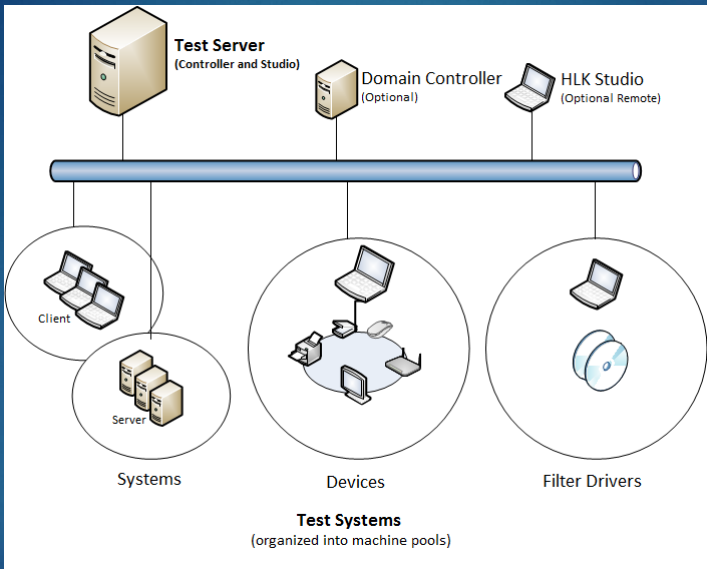 Test Server
(Controller and Studio)
Domain Controller
(Optional)
HLK Studio
(Optional Remote)
Client
Server
Systems
Devices
Filter Drivers
Test Systems
(organized into machine pools)